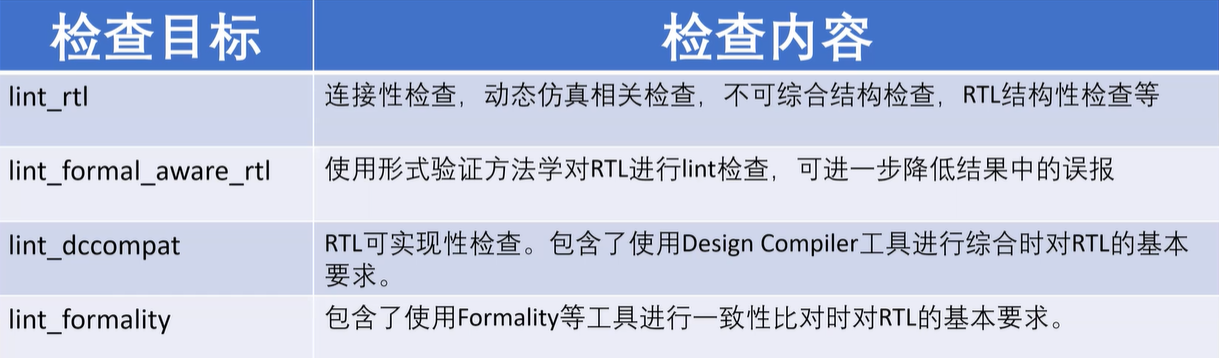 检查目标 检查内容
lint_rtl 连接性检查，动态仿真相关检查，不可综合结构检查，RTL结构性检查等
lint_formal_aware_rtl 使用形式验证方法学对RTL进行lint检查，可进一步降低结果中的误报
lint_dccompat RTL可实现性检查。包含了使用Design Compiler工具进行综合时对RTL的基本
要求。
lint_formality 包含了使用Formality等工具进行一致性比对时对RTL的基本要求。